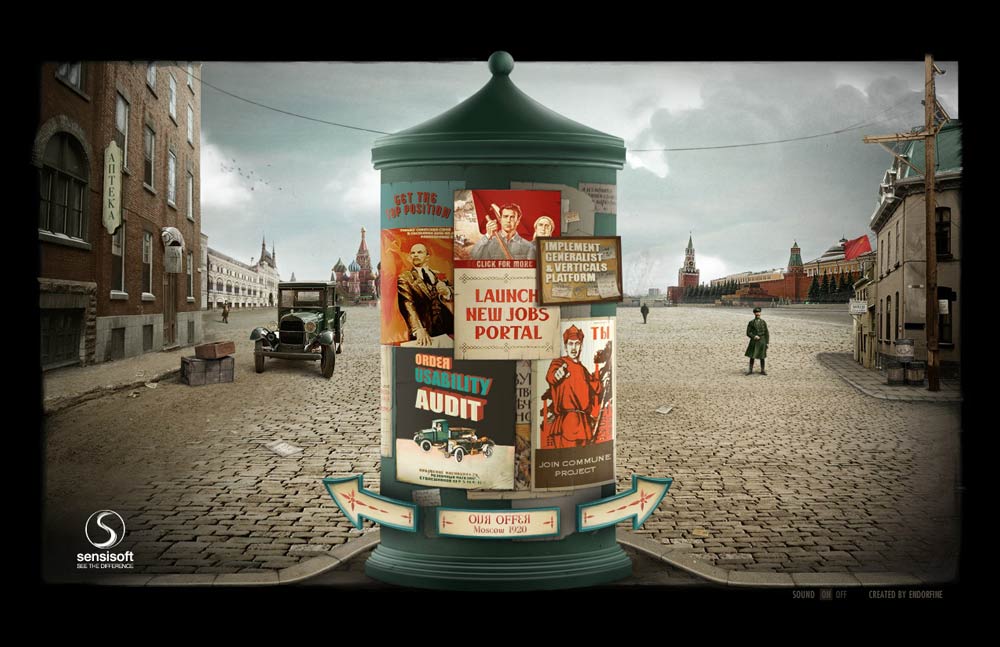 АПТЕКА
GET THE
TOP POSITION
CLICK FOR MORE
IMPLEMENT
GENERALIST
& VERTICALS
PLATFORM
LAUNCH
NEW JOBS
PORTAL
ТЫ
ORDER
USABILITY
AUDIT
JOIN COMMUNE
PROJECT
OUR OFFER
Moscow 1920
sensisoft
SEE THE DIFFERENCE
SOUND ON OFF
CREATED BY ENDORFINE